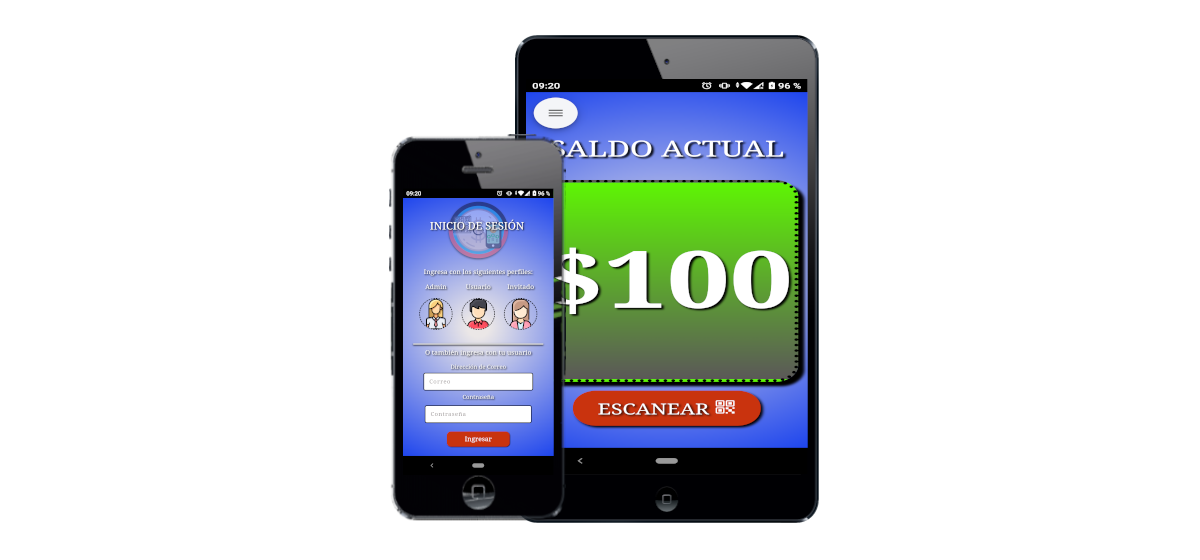 09:20
96 %
SALDO ACTUAL
$100
ESCANEAR
09:20
96 %
INICIO DE SESIÓN
Ingresa con los siguientes perfiles:
Admin Usuario Invitado
O también ingresa con tu usuario
Dirección de Correo
Correo
Contraseña
Contraseña
Ingresar